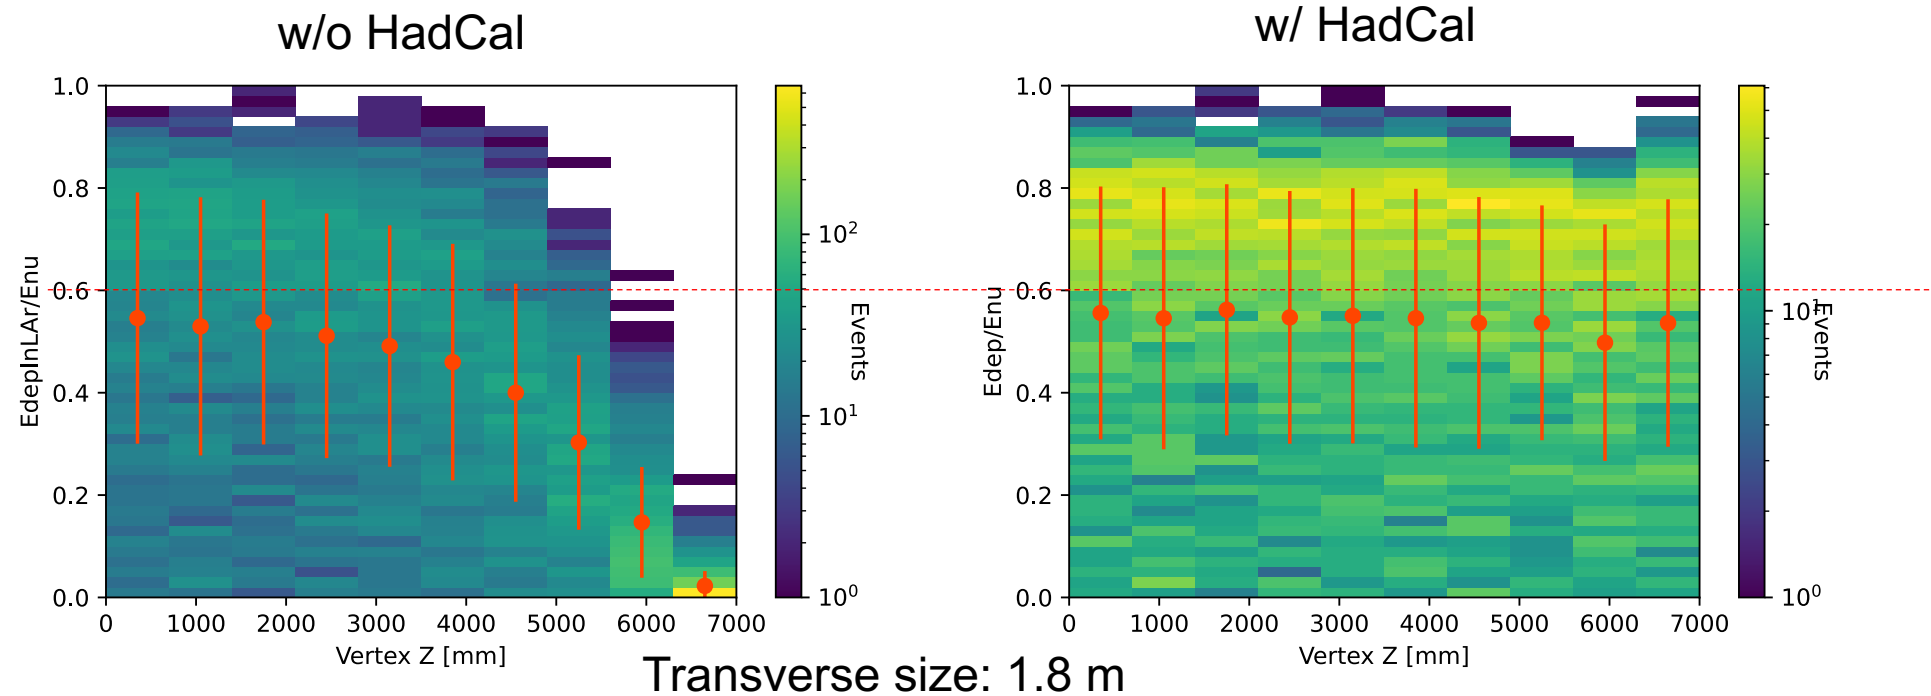 w/o HadCal
w/ HadCal
1.0
0.8
0.6
0.4
0.2
0.0
EdepInLAr/Enu
0 1000 2000 3000 4000 5000 6000 7000
Vertex Z [mm]
10²
10¹
10⁰
Events
1.0
0.8
0.6
0.4
0.2
0.0
Edep/Enu
0 1000 2000 3000 4000 5000 6000 7000
Vertex Z [mm]
10¹
10⁰
Events
Transverse size: 1.8 m